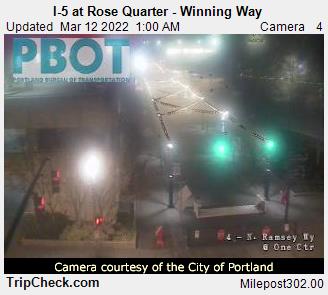 I-5 at Rose Quarter - Winning Way
Updated Mar 12 2022 1:00 AM Camera 4
PBOT
PORTLAND BUREAU OF TRANSPORTATION
4 - N. Ramsey Wy
@ One Ctr
Camera courtesy of the City of Portland
TripCheck.com Milepost302.00